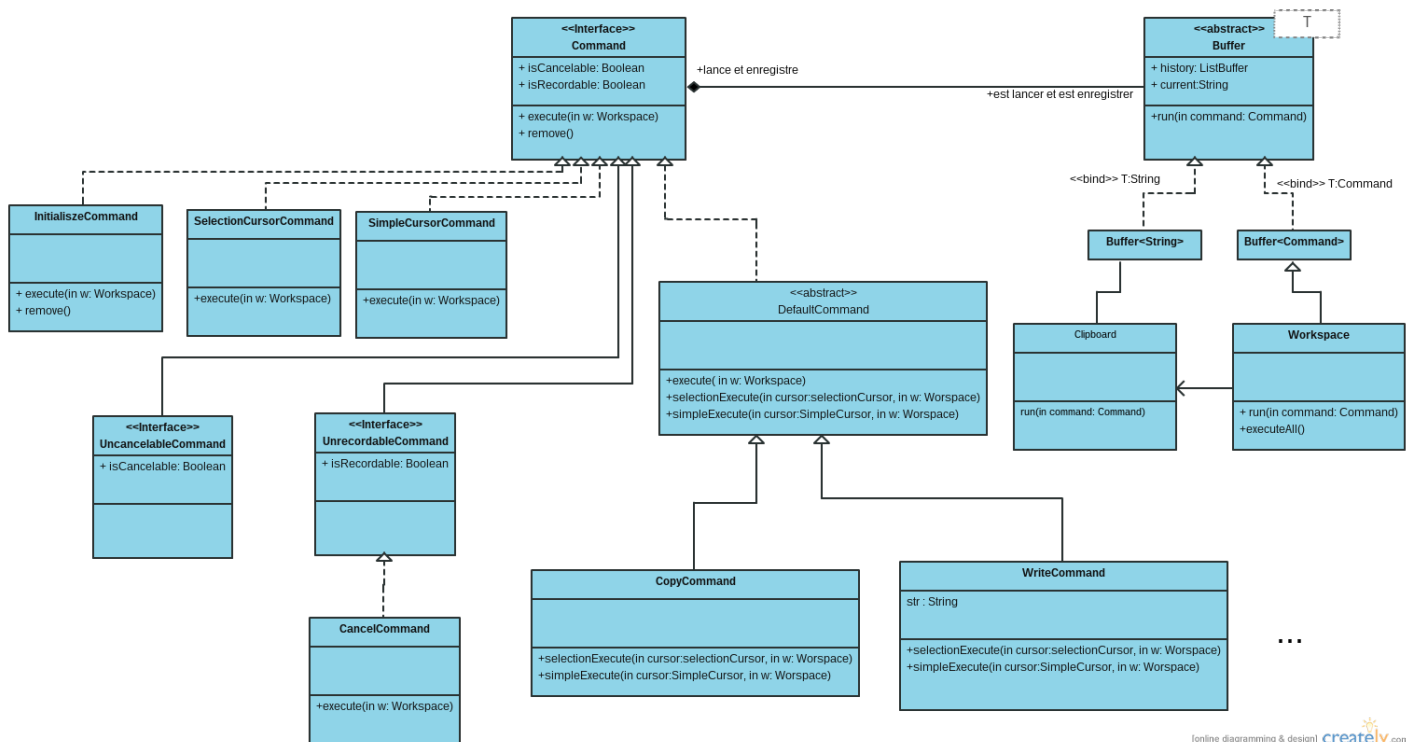 <<Interface>>
Command
+ isCancelable: Boolean
+ isRecordable: Boolean
+ execute(in w: Workspace)
+ remove()
+lance et enregistre
+est lancer et est enregistrer
T
<<abstract>>
Buffer
+ history: ListBuffer
+ current:String
+run(in command: Command)
<<bind>> T:String
<<bind>> T:Command
InitialiszeCommand
+ execute(in w: Workspace)
+ remove()
SelectionCursorCommand
+execute(in w: Workspace)
SimpleCursorCommand
+execute(in w: Workspace)
Buffer<String>
Buffer<Command>
<<abstract>>
DefaultCommand
+execute( in w: Workspace)
+selectionExecute(in cursor:selectionCursor, in w: Worspace)
+simpleExecute(in cursor:SimpleCursor, in w: Worspace)
Clipboard
run(in command: Command)
Workspace
+ run(in command: Command)
+executeAll()
<<Interface>>
UncancelableCommand
+ isCancelable: Boolean
<<Interface>>
UnrecordableCommand
+ isRecordable: Boolean
CopyCommand
+selectionExecute(in cursor:selectionCursor, in w: Worspace)
+simpleExecute(in cursor:SimpleCursor, in w: Worspace)
WriteCommand
str : String
+selectionExecute(in cursor:selectionCursor, in w: Worspace)
+simpleExecute(in cursor:SimpleCursor, in w: Worspace)
...
CancelCommand
+execute(in w: Workspace)
[online diagramming & design] creately.com